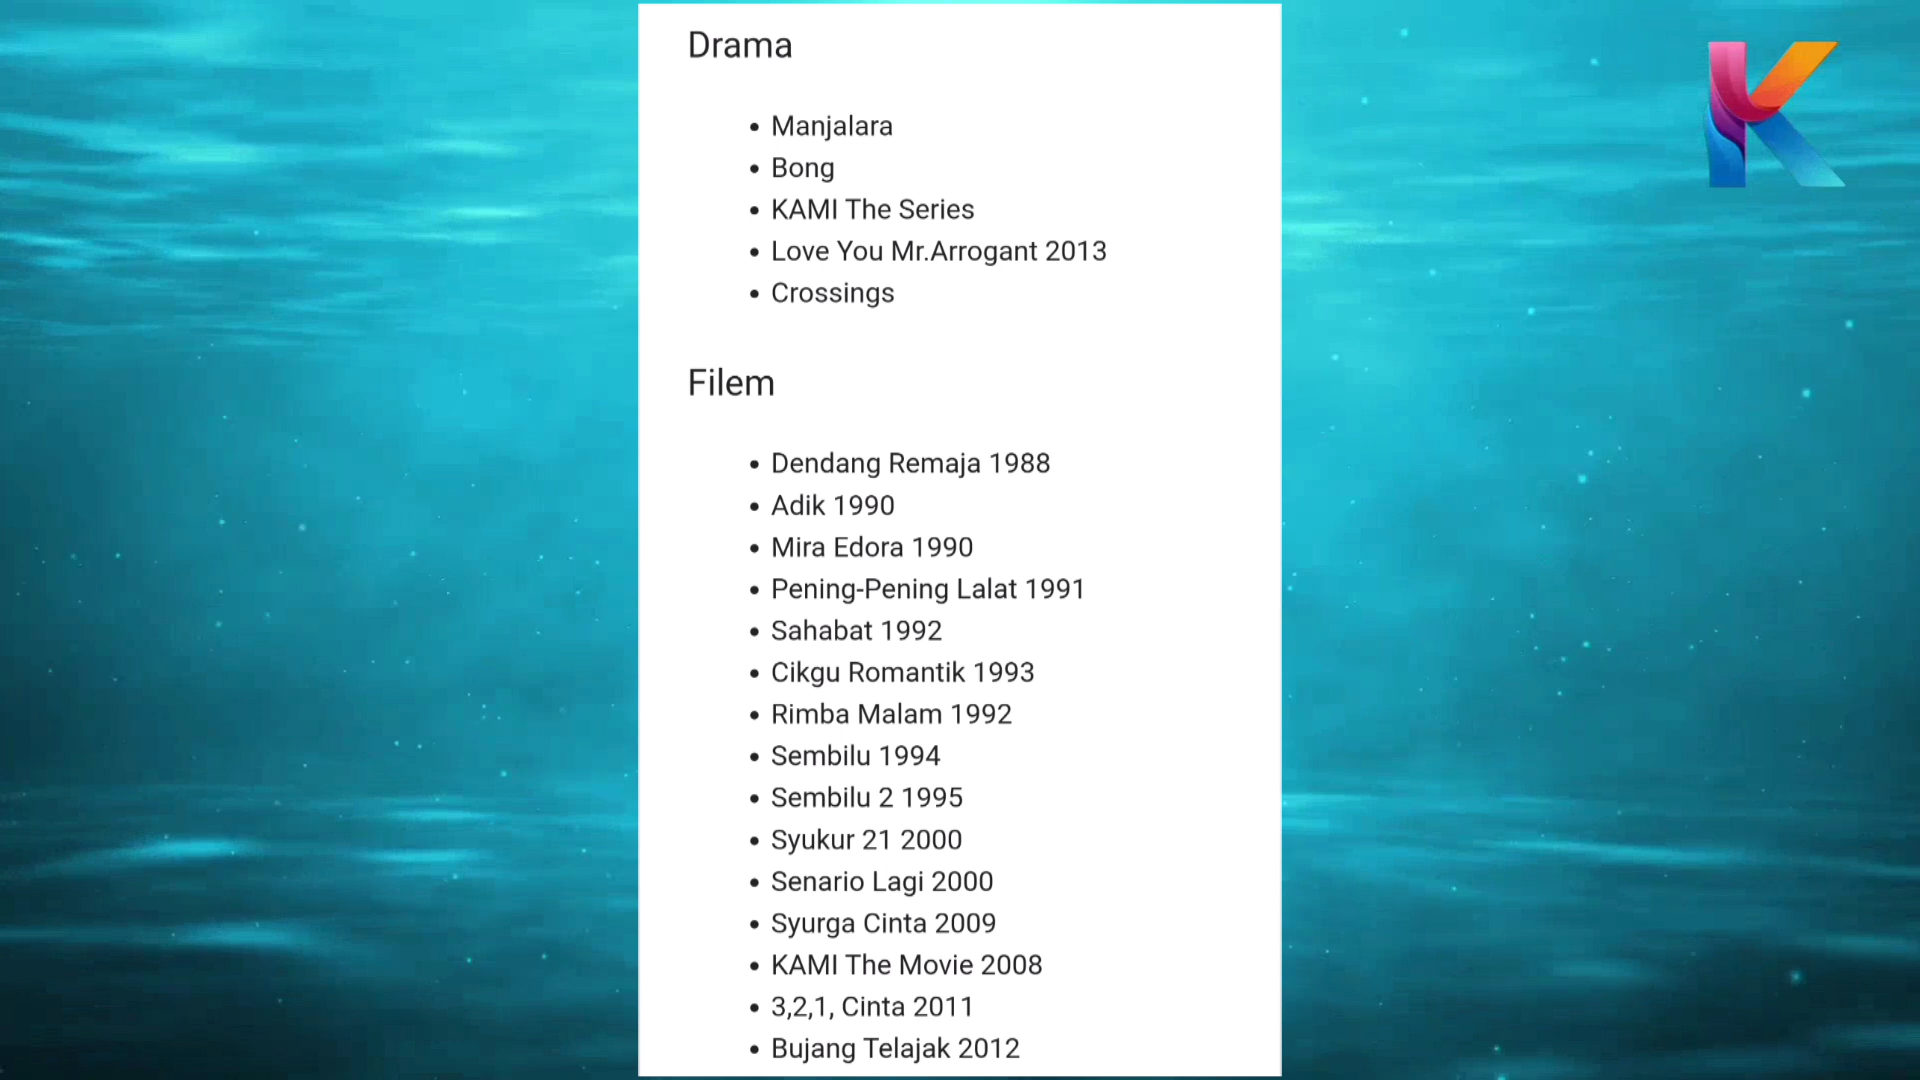 Drama
• Manjalara
• Bong
• KAMI The Series
• Love You Mr.Arrogant 2013
• Crossings
Filem
• Dendang Remaja 1988
• Adik 1990
• Mira Edora 1990
• Pening-Pening Lalat 1991
• Sahabat 1992
• Cikgu Romantik 1993
• Rimba Malam 1992
• Sembilu 1994
• Sembilu 2 1995
• Syukur 21 2000
• Senario Lagi 2000
• Syurga Cinta 2009
• KAMI The Movie 2008
• 3,2,1, Cinta 2011
• Bujang Telajak 2012
K